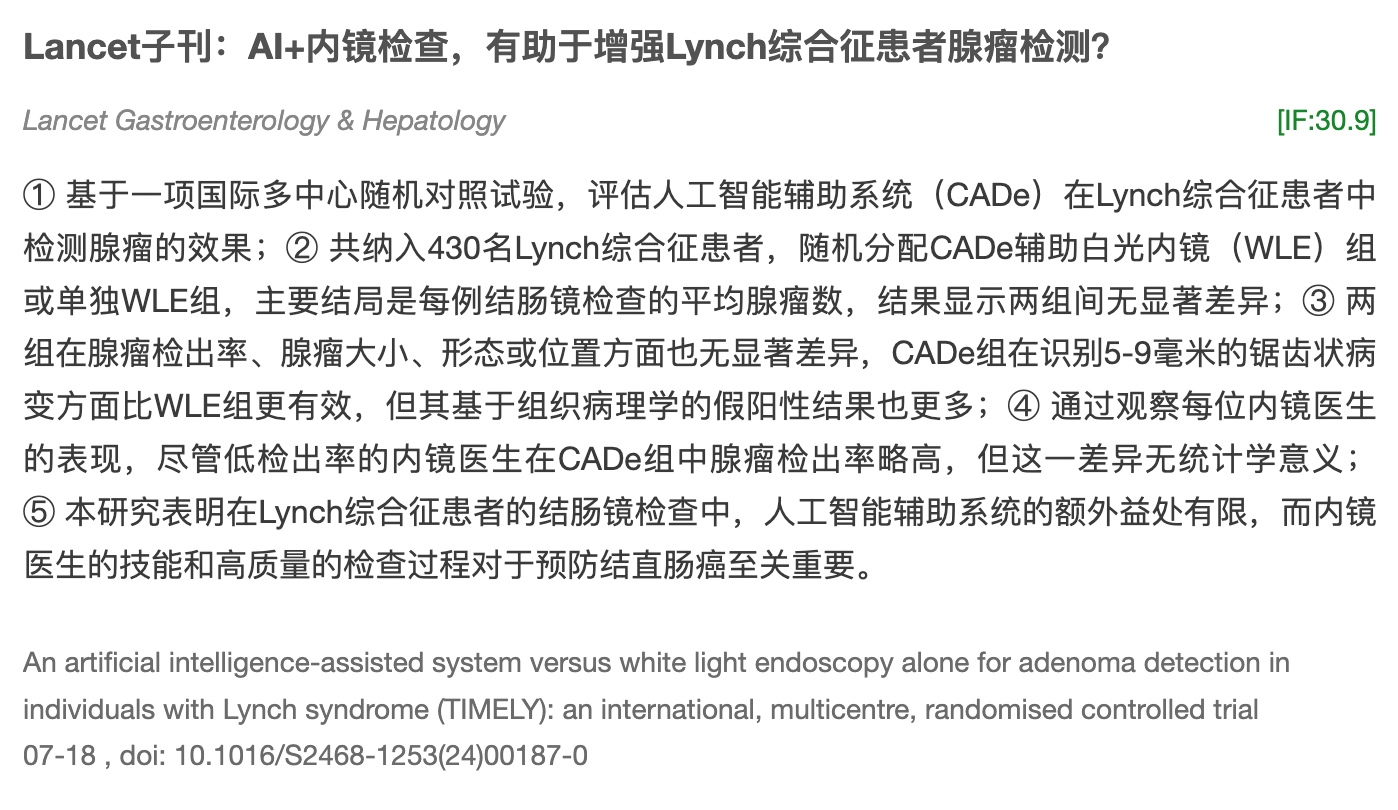 Lancet子刊：AI+内镜检查，有助于增强Lynch综合征患者腺瘤检测？
Lancet Gastroenterology & Hepatology [IF:30.9]
① 基于一项国际多中心随机对照试验，评估人工智能辅助系统（CADe）在Lynch综合征患者中
检测腺瘤的效果；② 共纳入430名Lynch综合征患者，随机分配CADe辅助白光内镜（WLE）组
或单独WLE组，主要结局是每例结肠镜检查的平均腺瘤数，结果显示两组间无显著差异；③ 两
组在腺瘤检出率、腺瘤大小、形态或位置方面也无显著差异，CADe组在识别5-9毫米的锯齿状病
变方面比WLE组更有效，但其基于组织病理学的假阳性结果也更多；④ 通过观察每位内镜医生
的表现，尽管低检出率的内镜医生在CADe组中腺瘤检出率略高，但这一差异无统计学意义；
⑤ 本研究表明在Lynch综合征患者的结肠镜检查中，人工智能辅助系统的额外益处有限，而内镜
医生的技能和高质量的检查过程对于预防结直肠癌至关重要。
An artificial intelligence-assisted system versus white light endoscopy alone for adenoma detection in
individuals with Lynch syndrome (TIMELY): an international, multicentre, randomised controlled trial
07-18 , doi: 10.1016/S2468-1253(24)00187-0